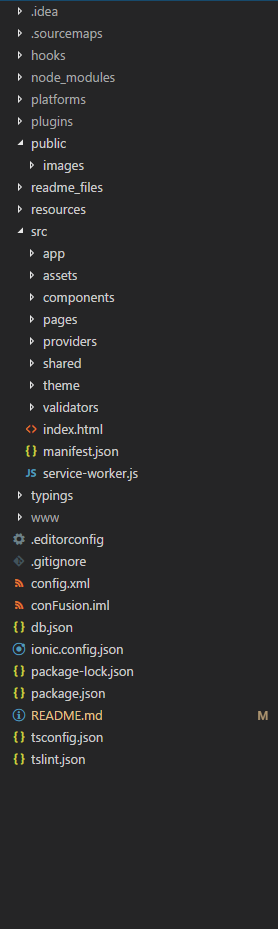 .idea
.sourcemaps
hooks
node_modules
platforms
plugins
public
images
readme_files
resources
src
app
assets
components
pages
providers
shared
theme
validators
<> index.html
{} manifest.json
JS service-worker.js
typings
www
.editorconfig
.gitignore
config.xml
conFusion.iml
{} db.json
ionic.config.json
{} package-lock.json
{} package.json
README.md M
{} tsconfig.json
{} tslint.json